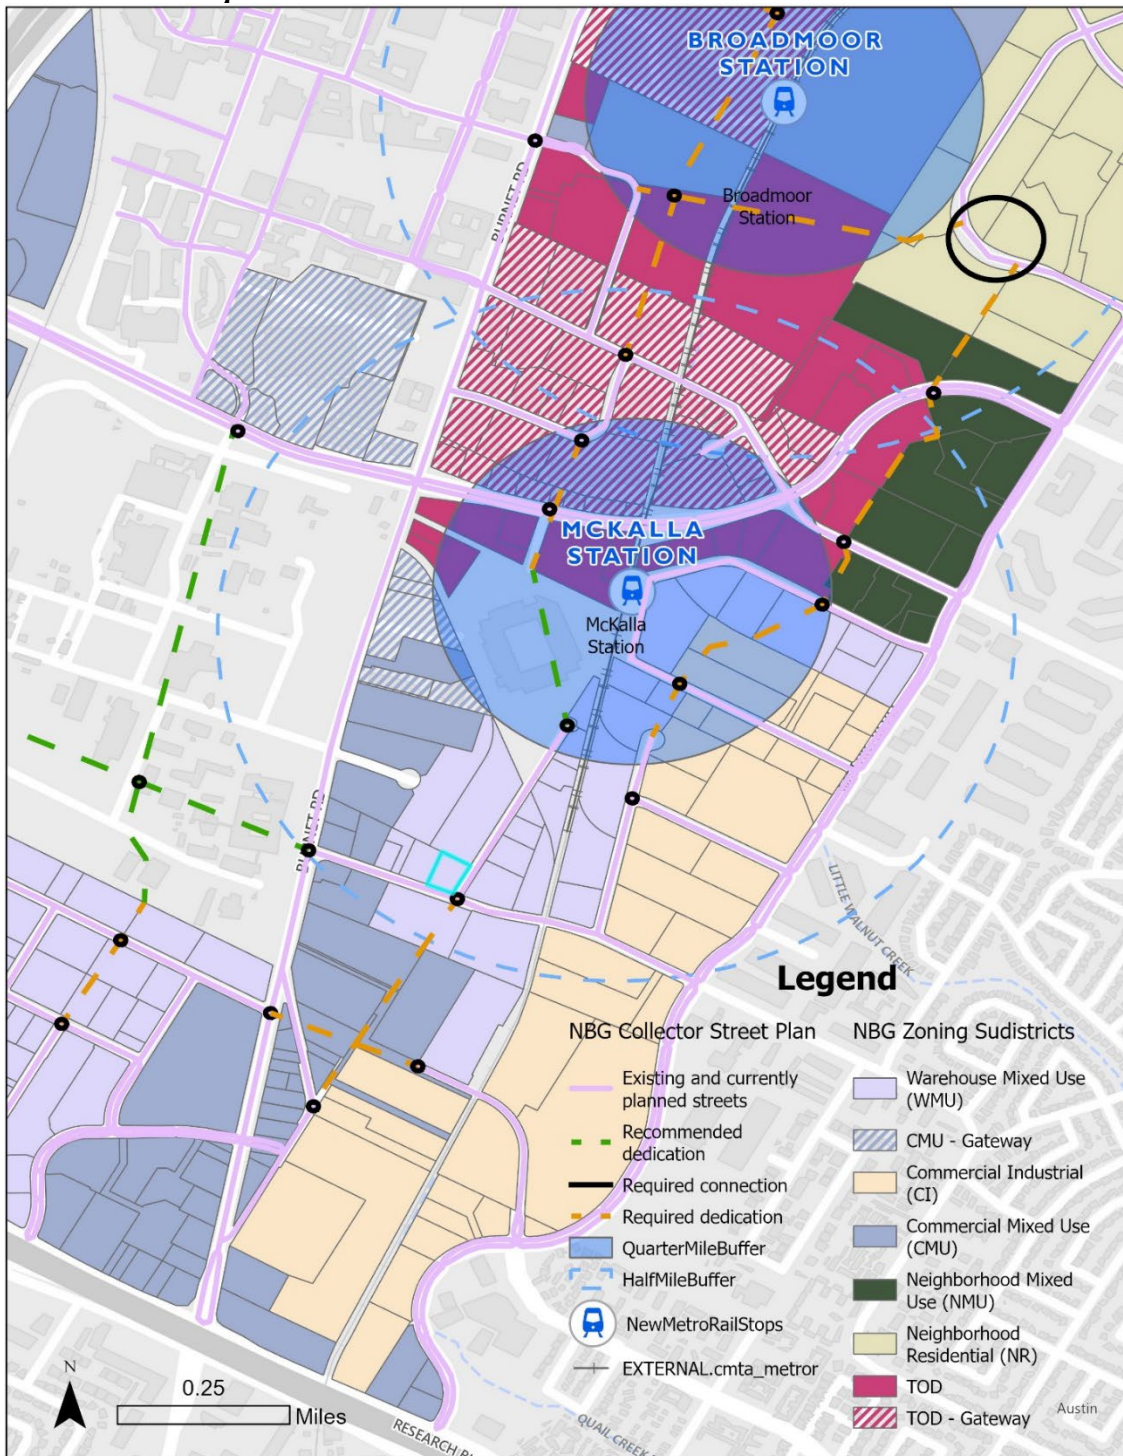 BROADMOOR
STATION
BURNET RD
Broadmoor
Station
MCKALLA
STATION
McKalla
Station
BURNET RD
LITTLE WALNUT CREEK
Legend
NBG Collector Street Plan
Existing and currently
planned streets
Recommended
dedication
Required connection
Required dedication
QuarterMileBuffer
HalfMileBuffer
NewMetroRailStops
EXTERNAL.cmta_metror
NBG Zoning Sudistricts
Warehouse Mixed Use
(WMU)
CMU - Gateway
Commercial Industrial
(CI)
Commercial Mixed Use
(CMU)
Neighborhood Mixed
Use (NMU)
Neighborhood
Residential (NR)
TOD
TOD - Gateway
Austin
N
0.25
Miles
RESEARCH
QUAIL CREEK